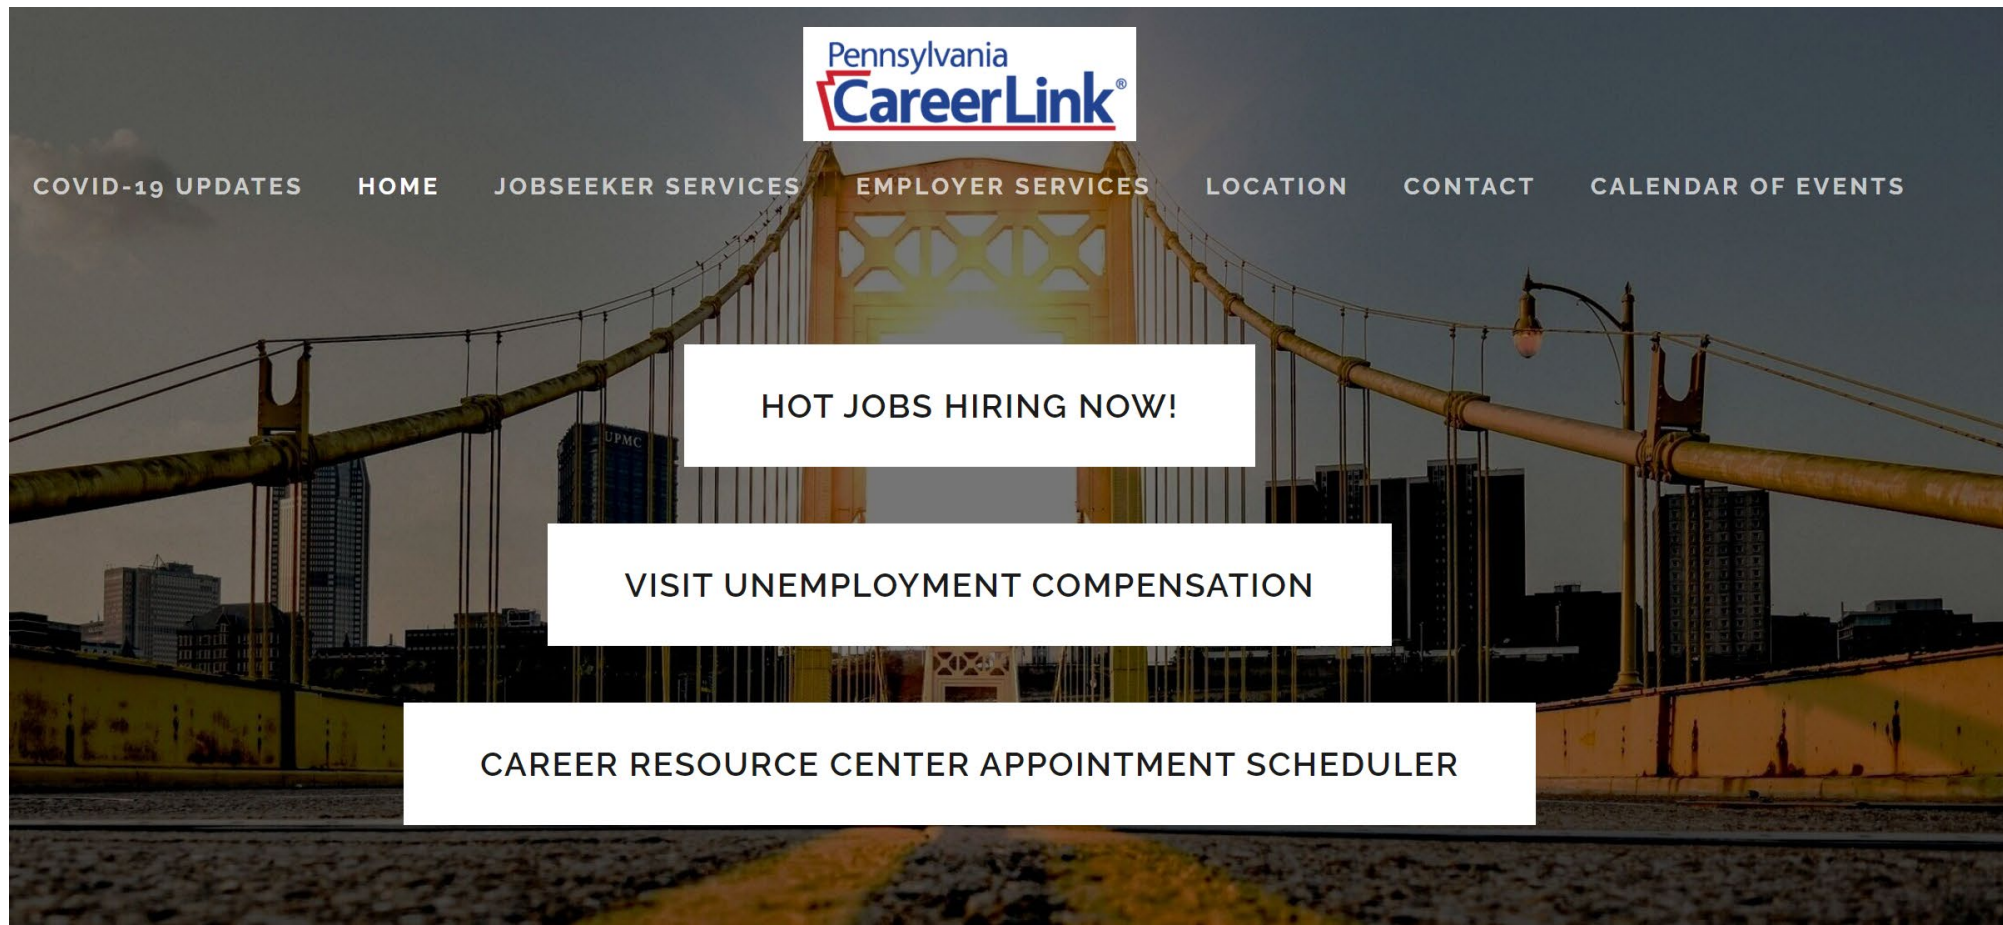 Pennsylvania
CareerLink®
COVID-19 UPDATES HOME JOBSEEKER SERVICES EMPLOYER SERVICES LOCATION CONTACT CALENDAR OF EVENTS
HOT JOBS HIRING NOW!
UPMC
VISIT UNEMPLOYMENT COMPENSATION
CAREER RESOURCE CENTER APPOINTMENT SCHEDULER